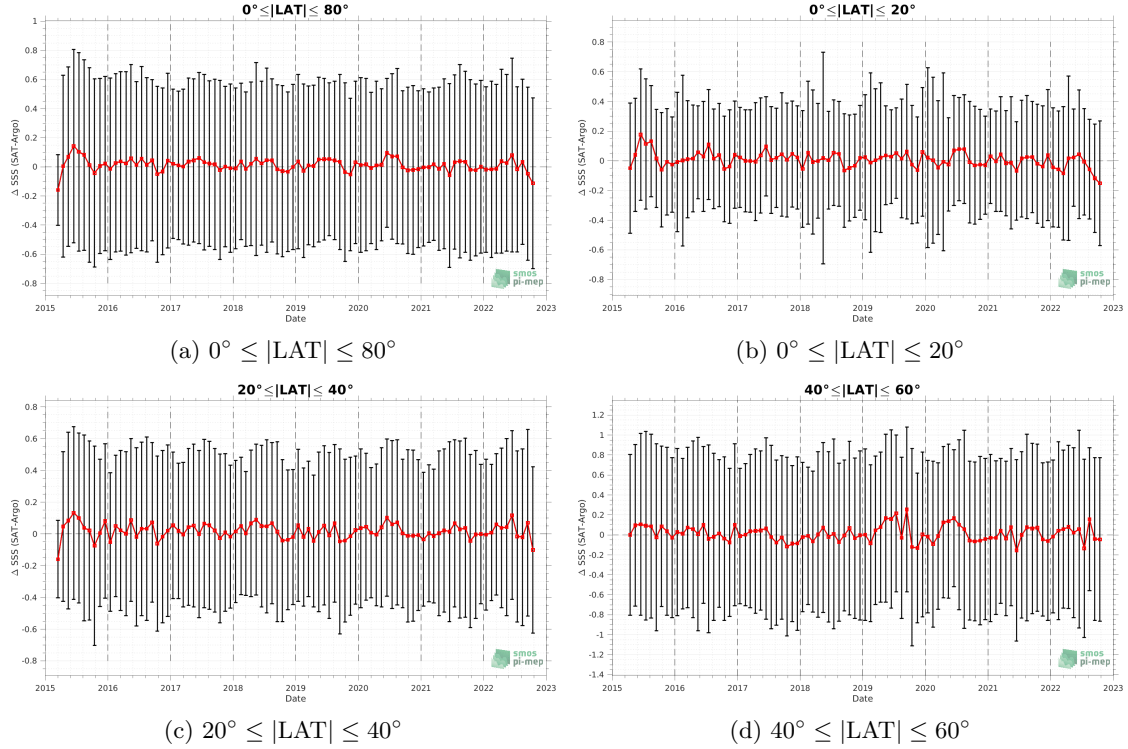 0°≤|LAT|≤ 80°
Δ SSS (SAT-Argo)
1
0.8
0.6
0.4
0.2
0
-0.2
-0.4
-0.6
-0.8
2015 2016 2017 2018 2019 2020 2021 2022 2023
Date
smos
pi-mep
(a) 0° ≤ |LAT| ≤ 80°
0°≤|LAT|≤ 20°
Δ SSS (SAT-Argo)
0.8
0.6
0.4
0.2
0
-0.2
-0.4
-0.6
-0.8
2015 2016 2017 2018 2019 2020 2021 2022 2023
Date
smos
pi-mep
(b) 0° ≤ |LAT| ≤ 20°
20°≤|LAT|≤ 40°
Δ SSS (SAT-Argo)
0.8
0.6
0.4
0.2
0
-0.2
-0.4
-0.6
-0.8
2015 2016 2017 2018 2019 2020 2021 2022 2023
Date
smos
pi-mep
(c) 20° ≤ |LAT| ≤ 40°
40°≤|LAT|≤ 60°
Δ SSS (SAT-Argo)
1.2
1
0.8
0.6
0.4
0.2
0
-0.2
-0.4
-0.6
-0.8
-1
-1.2
-1.4
2015 2016 2017 2018 2019 2020 2021 2022 2023
Date
smos
pi-mep
(d) 40° ≤ |LAT| ≤ 60°